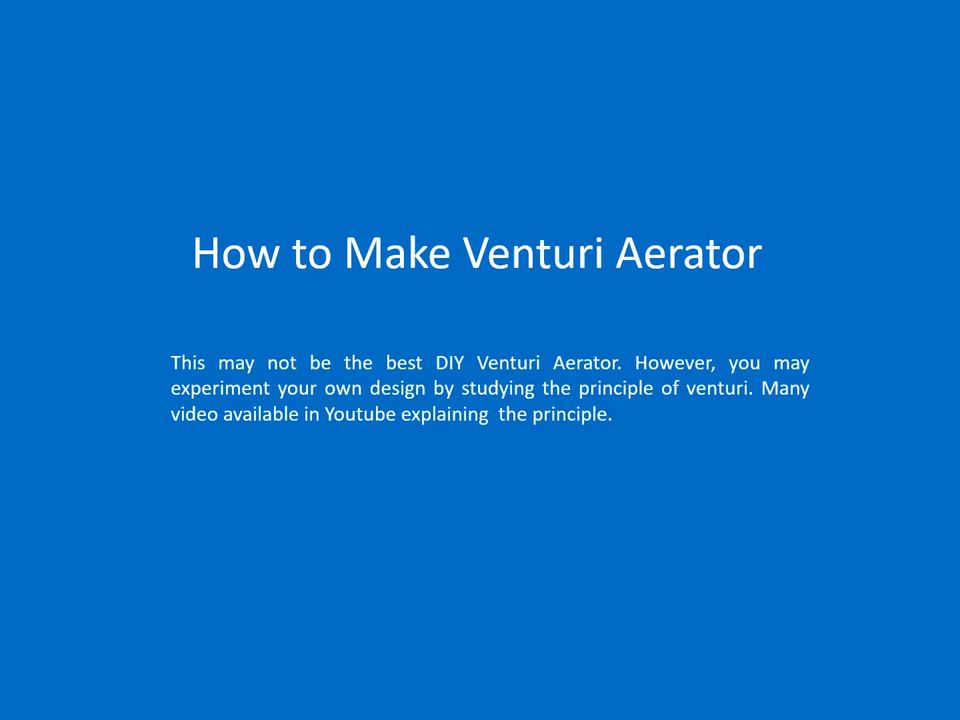 How to Make Venturi Aerator
This may not be the best DIY Venturi Aerator. However, you may
experiment your own design by studying the principle of venturi. Many
video available in Youtube explaining  the principle.